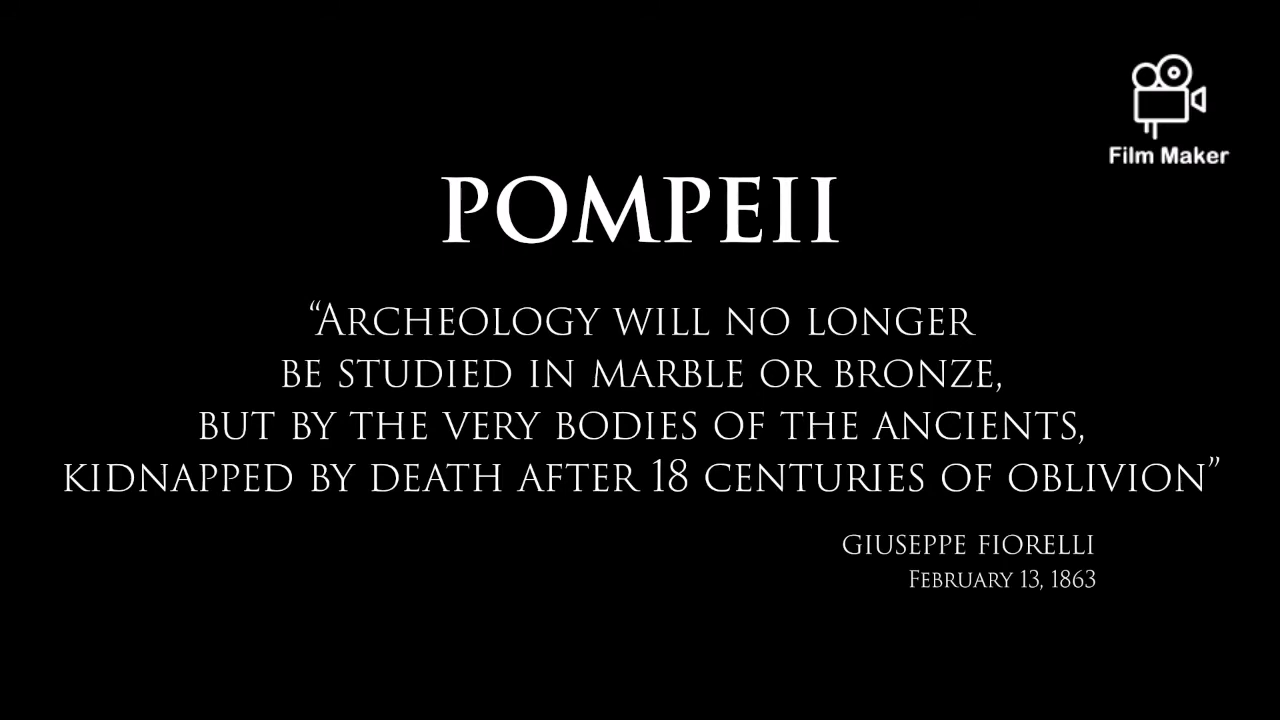 Film Maker
POMPEII
“ARCHEOLOGY WILL NO LONGER
BE STUDIED IN MARBLE OR BRONZE,
BUT BY THE VERY BODIES OF THE ANCIENTS,
KIDNAPPED BY DEATH AFTER 18 CENTURIES OF OBLIVION”
GIUSEPPE FIORELLI
FEBRUARY 13, 1863